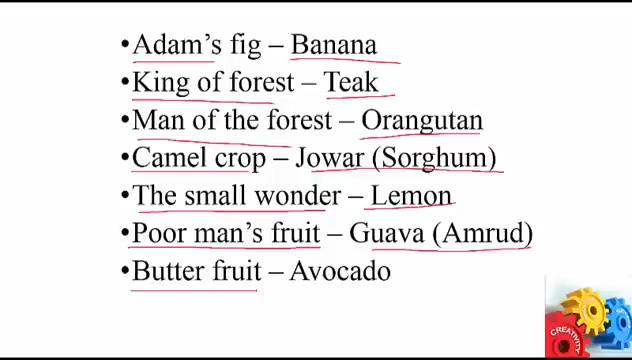 •Adam's fig – Banana
•King of forest – Teak
•Man of the forest – Orangutan
•Camel crop – Jowar (Sorghum)
•The small wonder – Lemon
•Poor man's fruit – Guava (Amrud)
•Butter fruit – Avocado
CREATIVITY